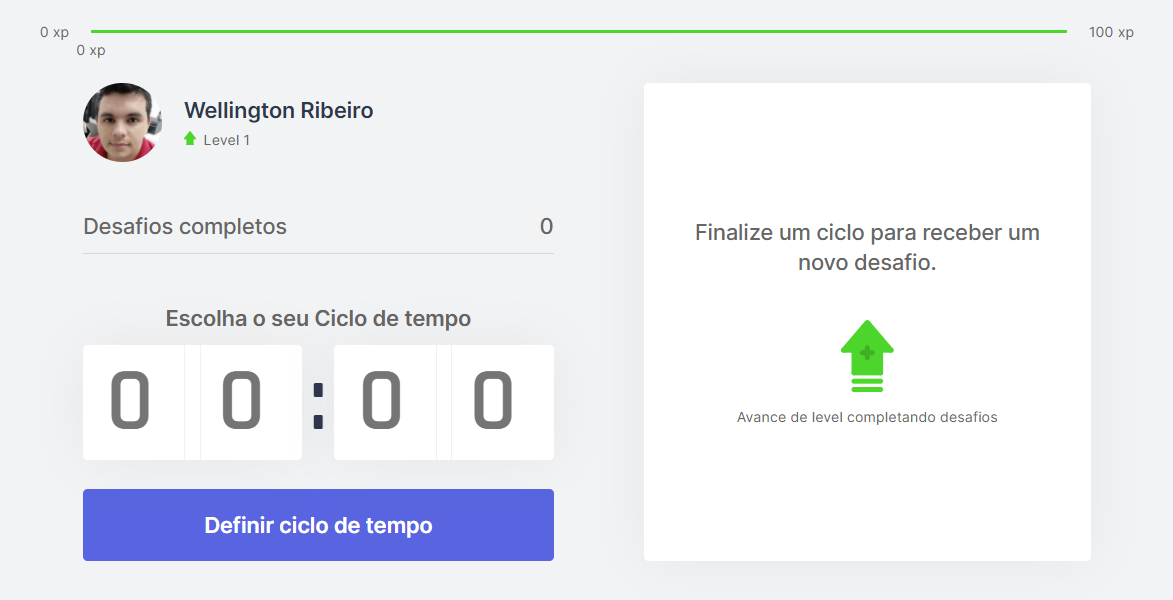 0 xp
100 xp
0 xp
Wellington Ribeiro
Level 1
Desafios completos 0
Escolha o seu Ciclo de tempo
0 0 : 0 0
Definir ciclo de tempo
Finalize um ciclo para receber um
novo desafio.
Avance de level completando desafios